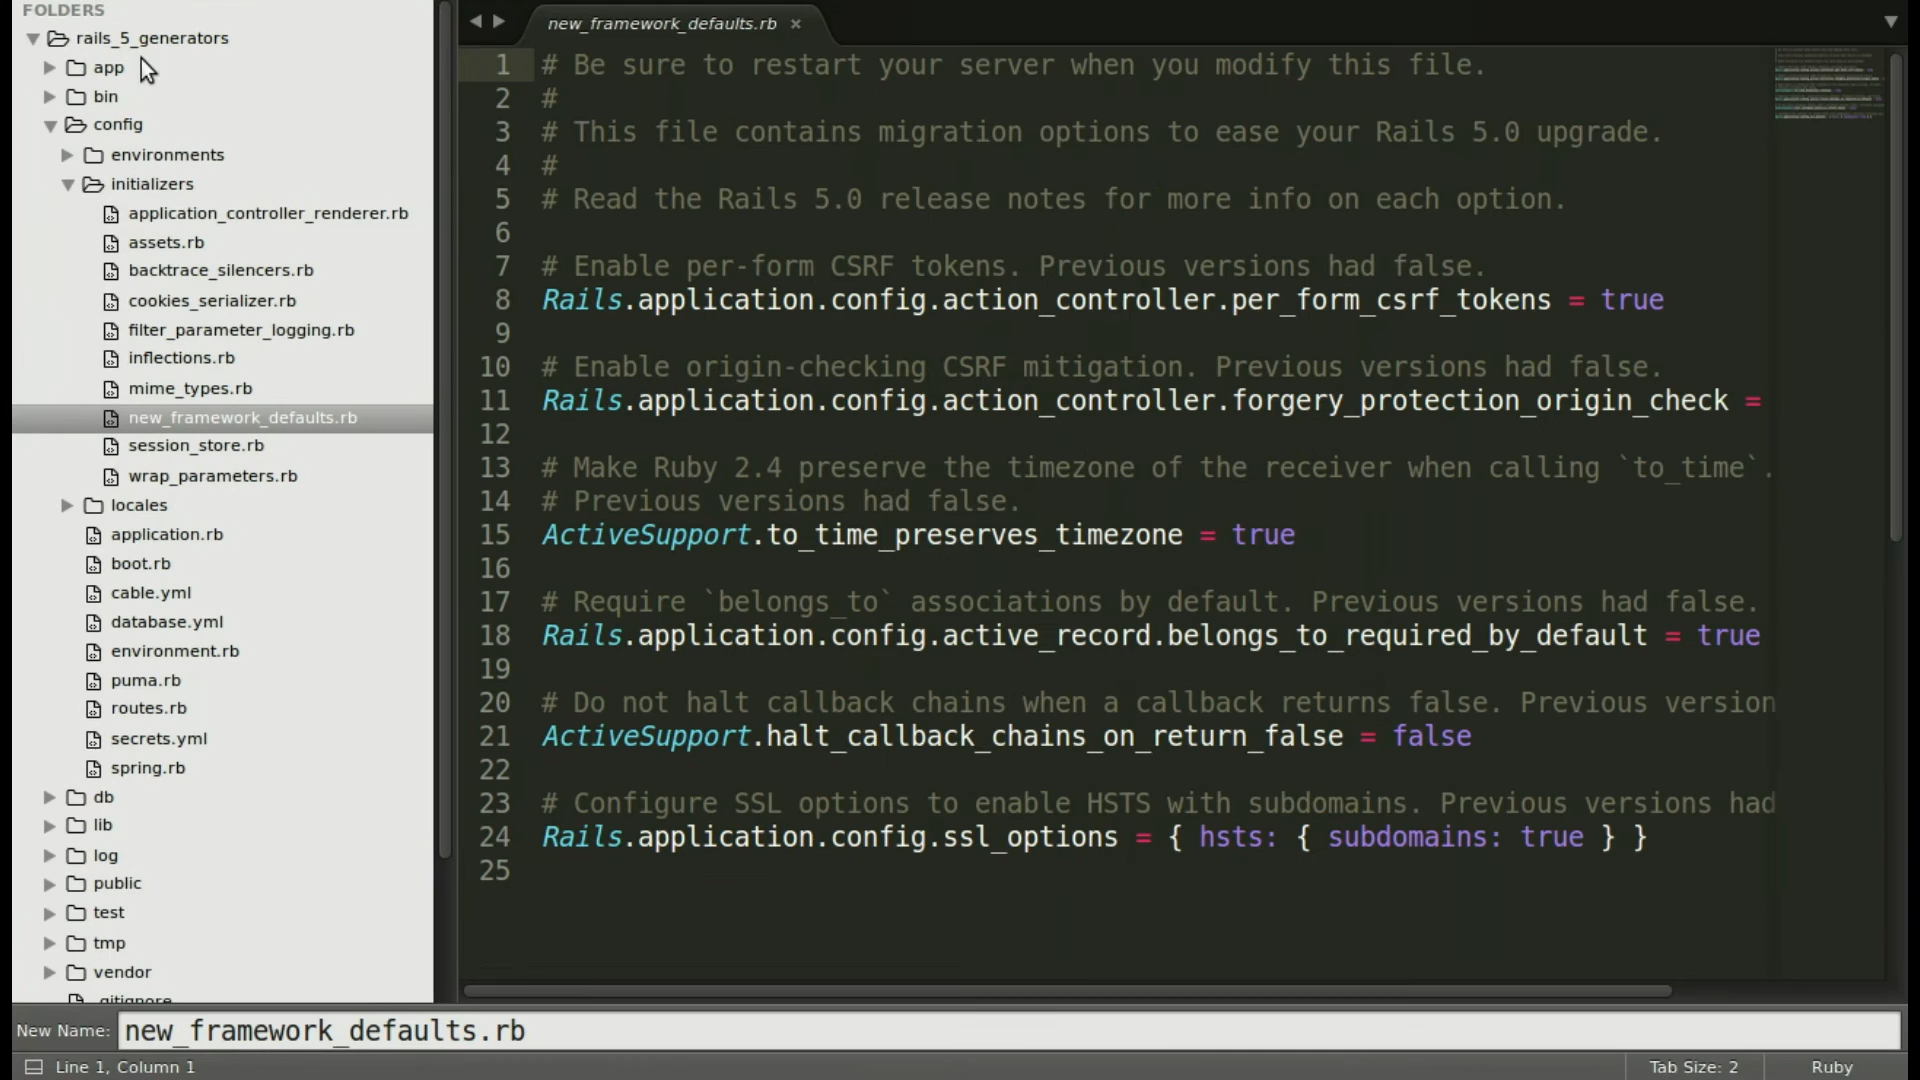 FOLDERS
rails_5_generators
app
bin
config
environments
initializers
application_controller_renderer.rb
assets.rb
backtrace_silencers.rb
cookies_serializer.rb
filter_parameter_logging.rb
inflections.rb
mime_types.rb
new_framework_defaults.rb
session_store.rb
wrap_parameters.rb
locales
application.rb
boot.rb
cable.yml
database.yml
environment.rb
puma.rb
routes.rb
secrets.yml
spring.rb
db
lib
log
public
test
tmp
vendor
.gitignore
new_framework_defaults.rb ×
1 # Be sure to restart your server when you modify this file.
2 #
3 # This file contains migration options to ease your Rails 5.0 upgrade.
4 #
5 # Read the Rails 5.0 release notes for more info on each option.
6
7 # Enable per-form CSRF tokens. Previous versions had false.
8 Rails.application.config.action_controller.per_form_csrf_tokens = true
9
10 # Enable origin-checking CSRF mitigation. Previous versions had false.
11 Rails.application.config.action_controller.forgery_protection_origin_check =
12
13 # Make Ruby 2.4 preserve the timezone of the receiver when calling `to_time`.
14 # Previous versions had false.
15 ActiveSupport.to_time_preserves_timezone = true
16
17 # Require `belongs_to` associations by default. Previous versions had false.
18 Rails.application.config.active_record.belongs_to_required_by_default = true
19
20 # Do not halt callback chains when a callback returns false. Previous version
21 ActiveSupport.halt_callback_chains_on_return_false = false
22
23 # Configure SSL options to enable HSTS with subdomains. Previous versions had
24 Rails.application.config.ssl_options = { hsts: { subdomains: true } }
25
New Name: new_framework_defaults.rb
Line 1, Column 1
Tab Size: 2
Ruby